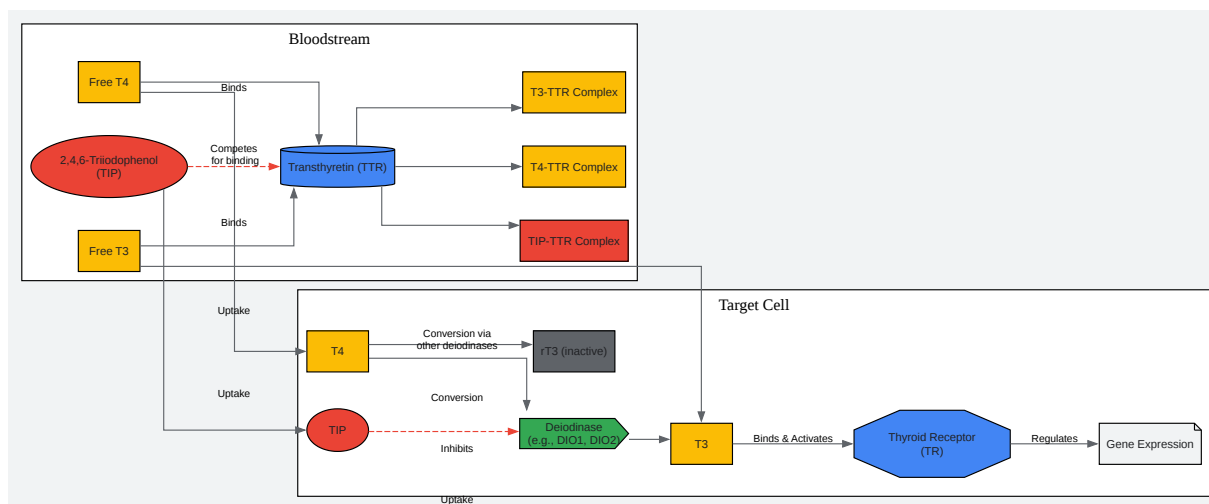 Bloodstream
Free T4
Binds
T3-TTR Complex
2,4,6-Triiodophenol
(TIP)
Competes
for binding
Transthyretin (TTR)
T4-TTR Complex
Binds
Free T3
TIP-TTR Complex
Uptake
Target Cell
T4
Conversion via
other deiodinases
rT3 (inactive)
Uptake
Conversion
TIP
Inhibits
Deiodinase
(e.g., DIO1, DIO2)
T3
Binds & Activates
Thyroid Receptor
(TR)
Regulates
Gene Expression
Uptake